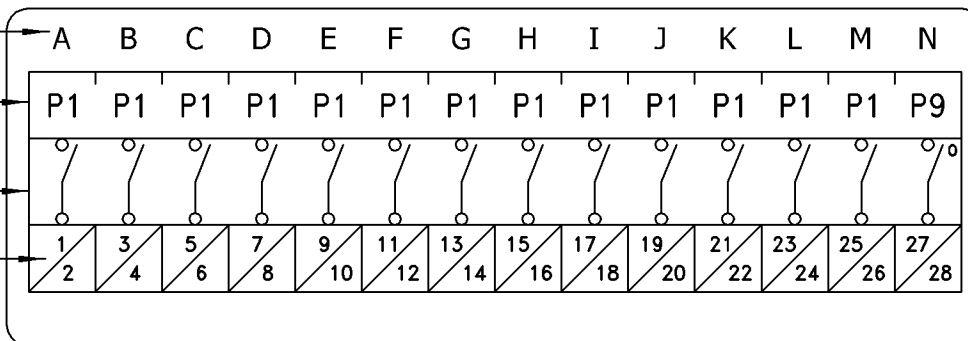 A B C D E F G H I J K L M N
P1 P1 P1 P1 P1 P1 P1 P1 P1 P1 P1 P1 P1 P9
0
1 3 5 7 9 11 13 15 17 19 21 23 25 27
2 4 6 8 10 12 14 16 18 20 22 24 26 28